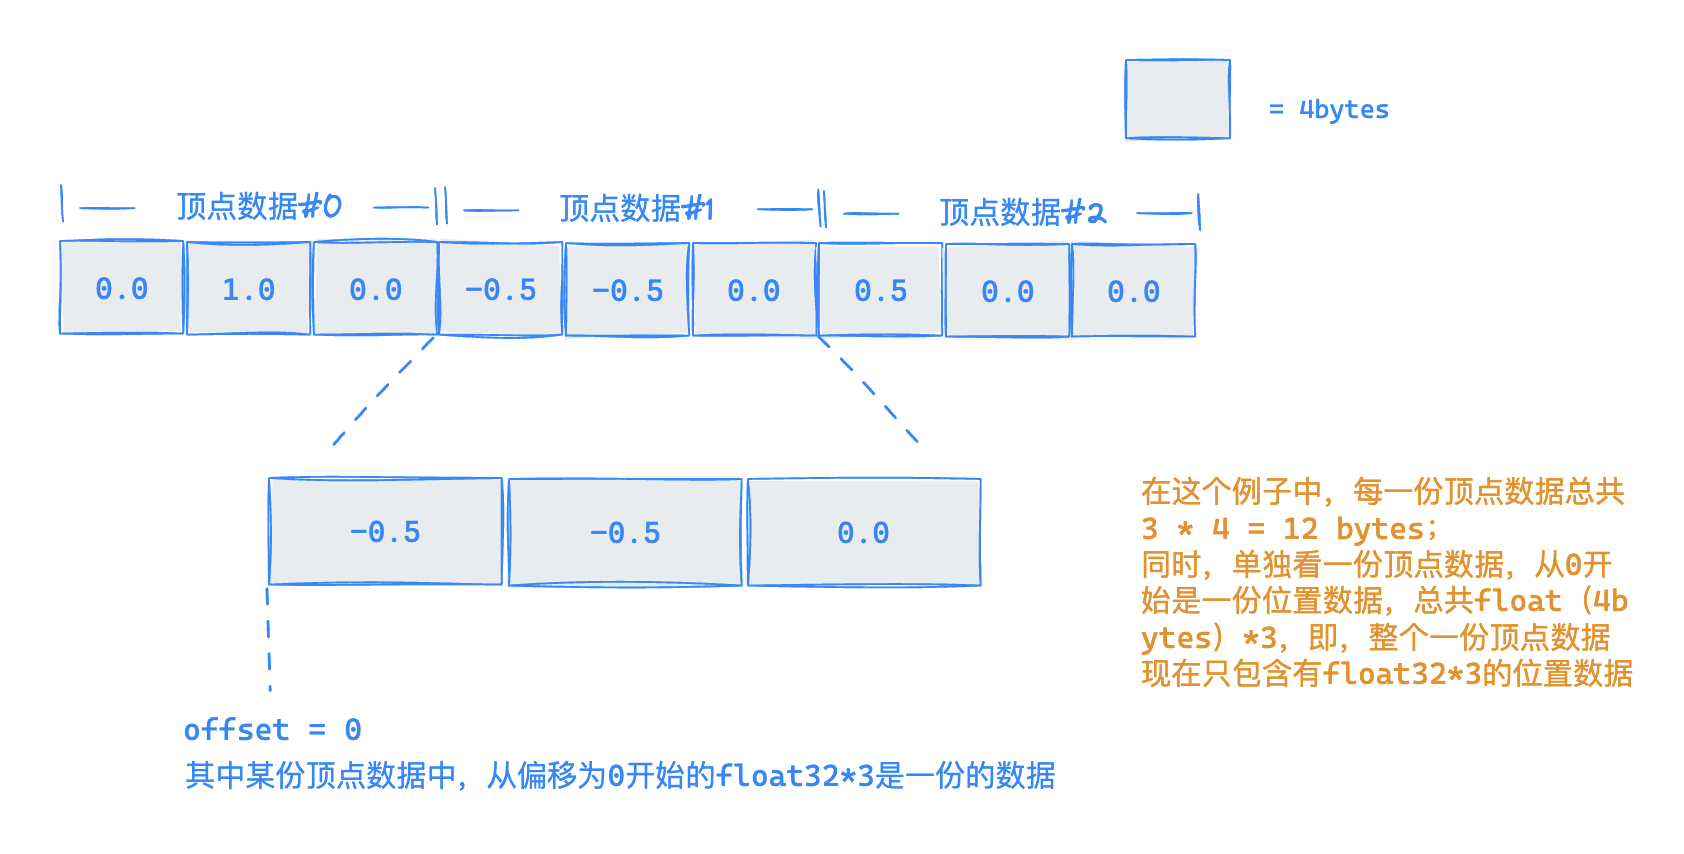 = 4bytes
顶点数据#0 顶点数据#1 顶点数据#2
0.0 1.0 0.0 -0.5 -0.5 0.0 0.5 0.0 0.0
-0.5 -0.5 0.0
在这个例子中，每一份顶点数据总共
3 * 4 = 12 bytes；
同时，单独看一份顶点数据，从0开
始是一份位置数据，总共float（4b
ytes）*3，即，整个一份顶点数据
现在只包含有float32*3的位置数据
offset = 0
其中某份顶点数据中，从偏移为0开始的float32*3是一份的数据